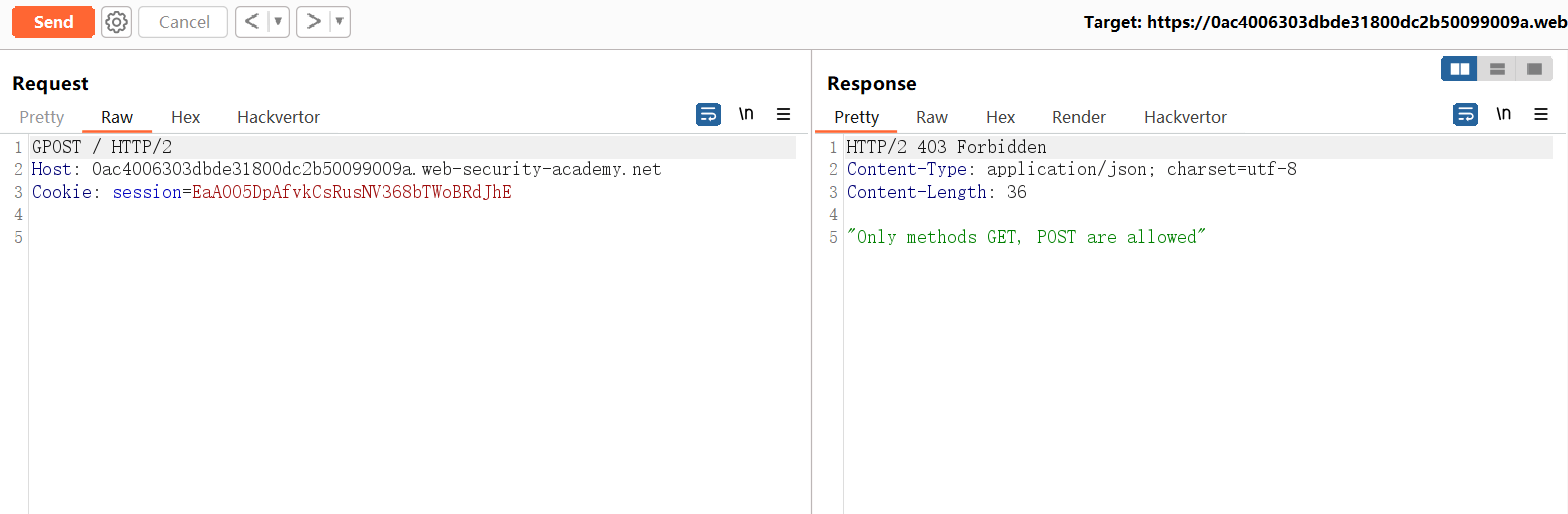 Send Cancel < > Target: https://0ac4006303dbde31800dc2b50099009a.web
Request
Pretty Raw Hex Hackvertor \n
1 GPOST / HTTP/2
2 Host: 0ac4006303dbde31800dc2b50099009a.web-security-academy.net
3 Cookie: session=EaAOO5DpAfvkCsRusNV368bTWoBRdJhE
4
5
Response
Pretty Raw Hex Render Hackvertor \n
1 HTTP/2 403 Forbidden
2 Content-Type: application/json; charset=utf-8
3 Content-Length: 36
4
5 "Only methods GET, POST are allowed"